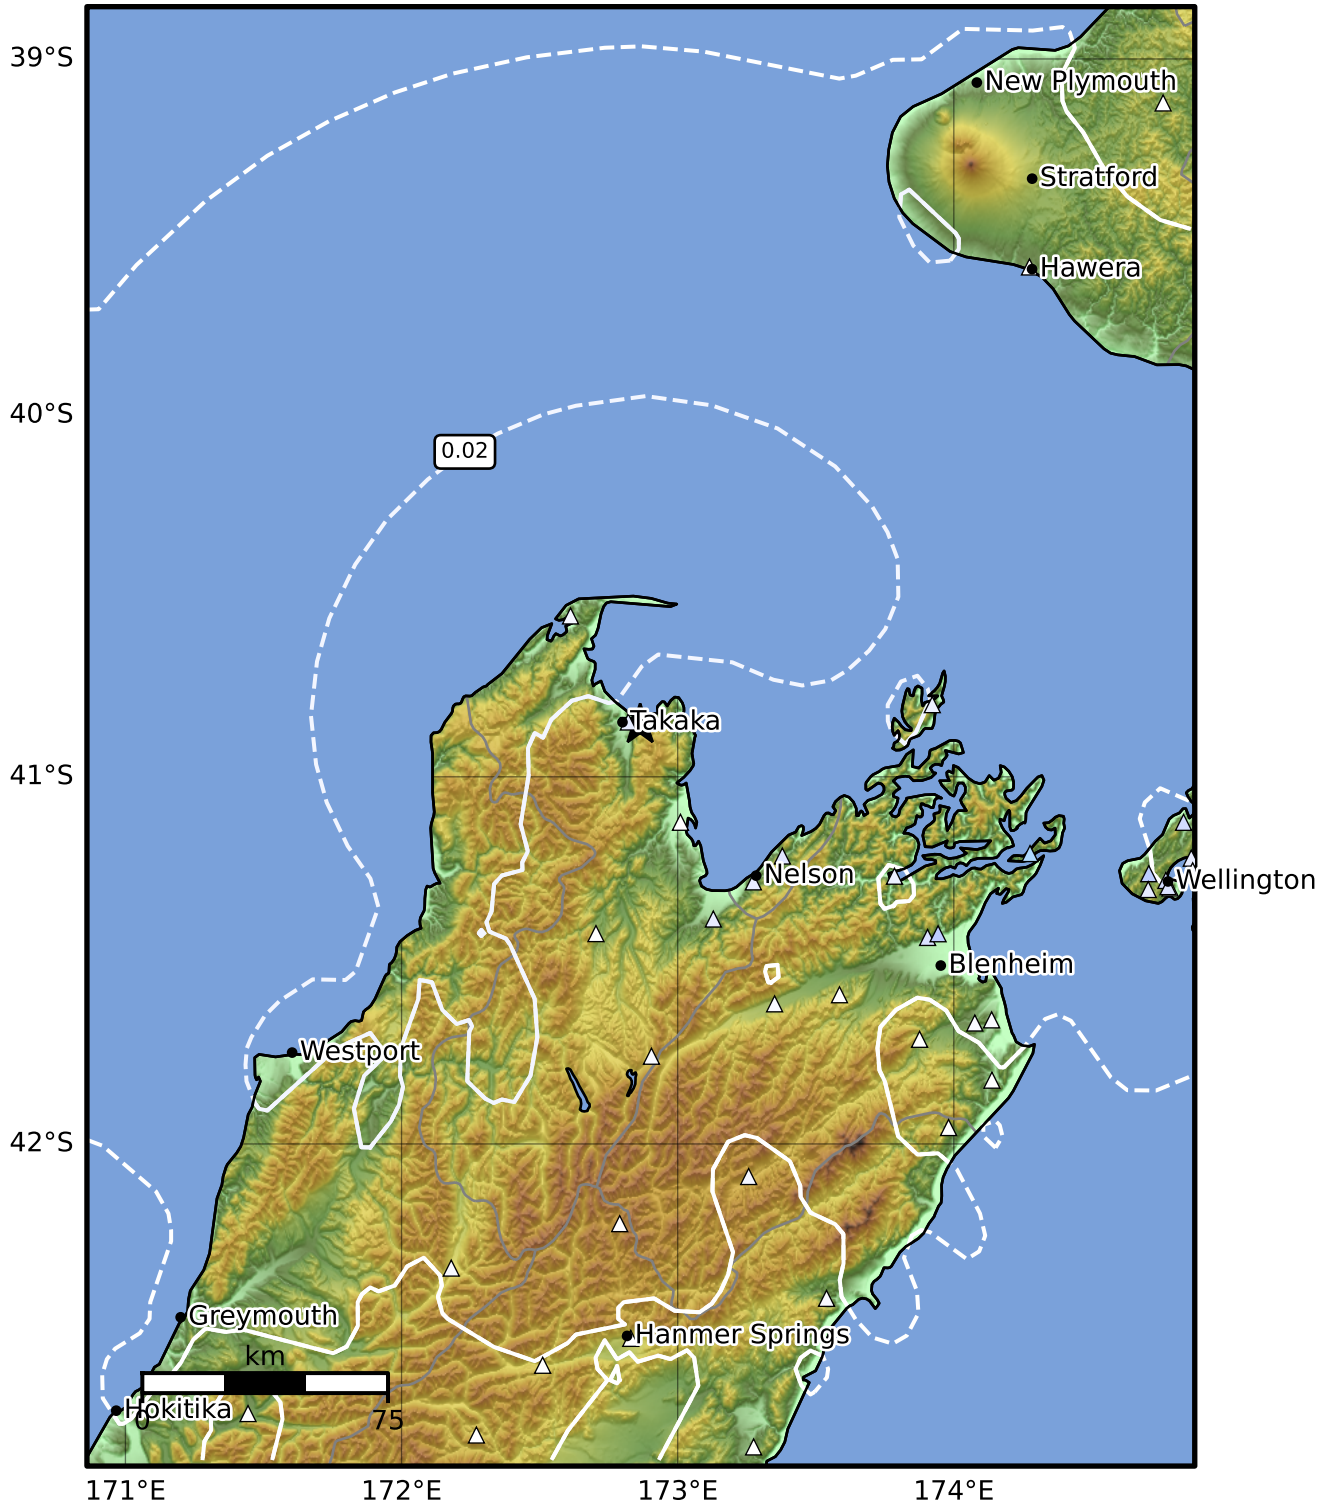 39°S
New Plymouth
Stratford
Hawera
40°S
0.02
Takaka
41°S
Nelson
Wellington
Blenheim
Westport
42°S
Greymouth
Hanmer Springs
km
Hokitika
0
75
171°E
172°E
173°E
174°E